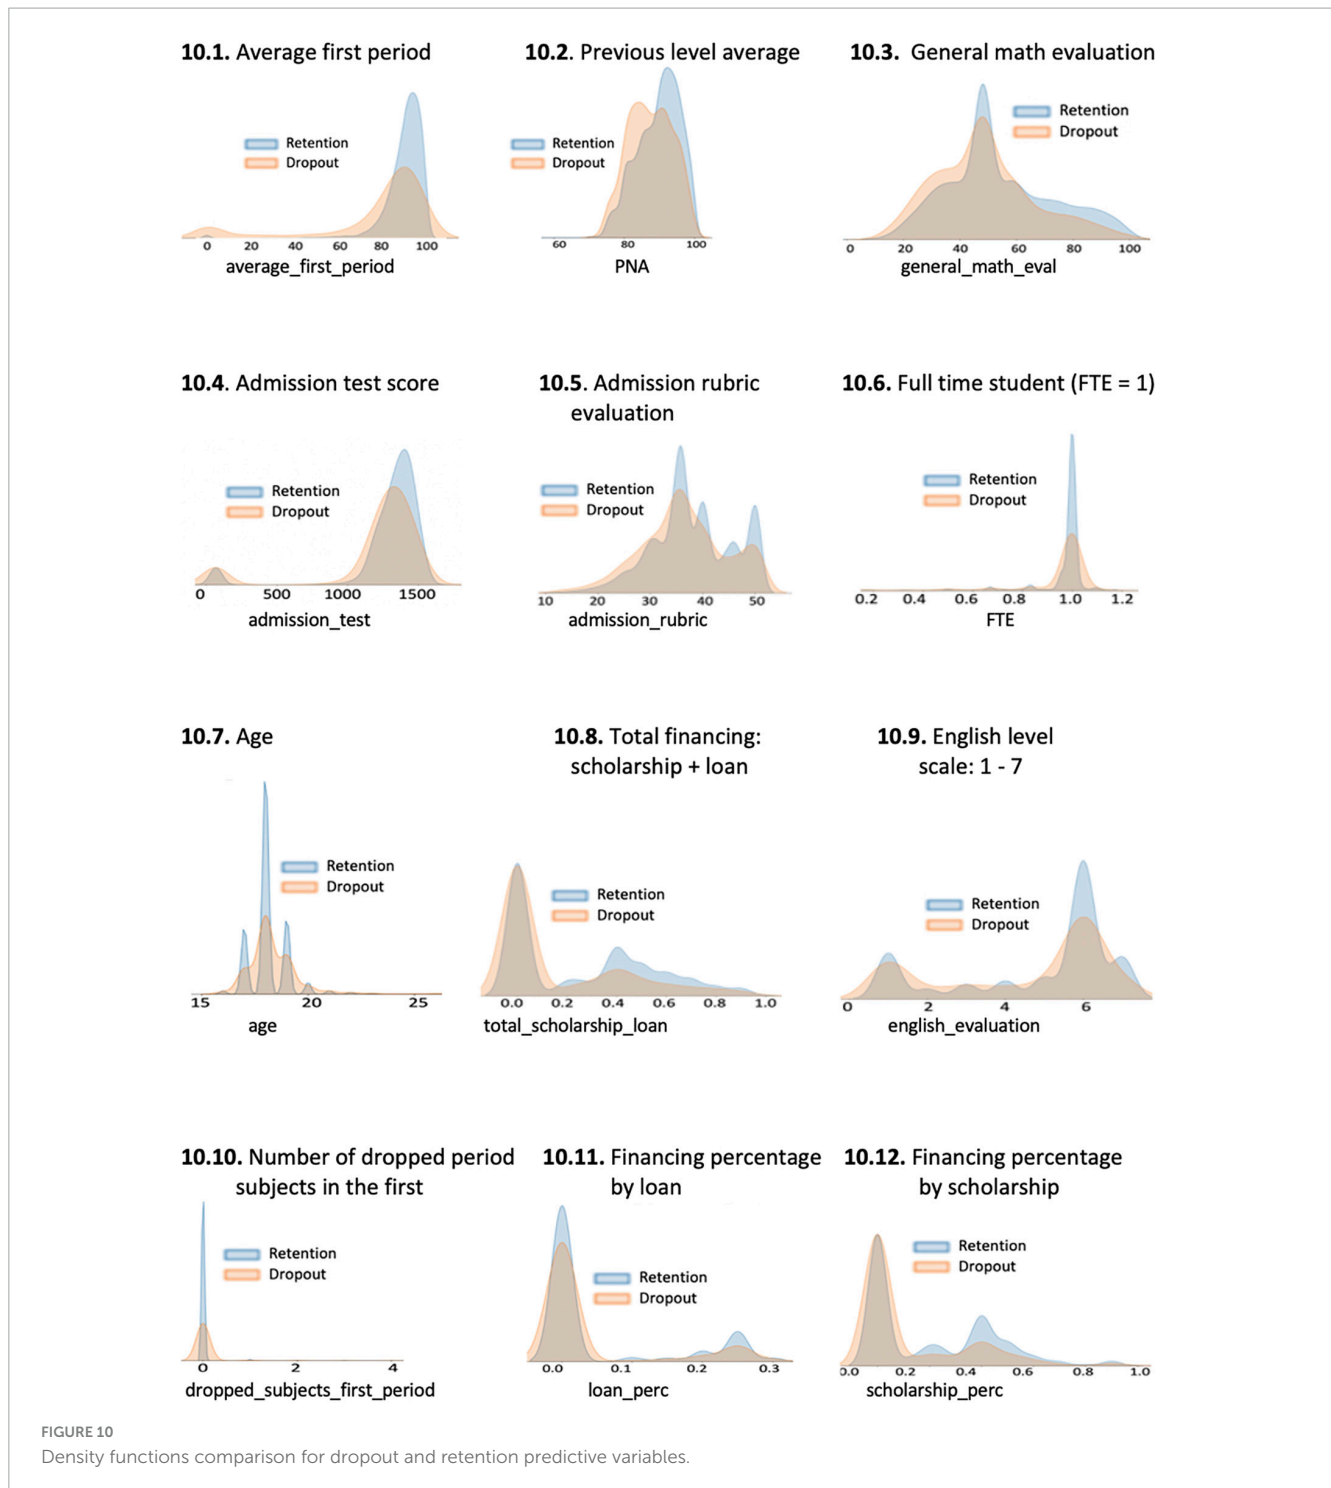 10.1. Average first period
Retention
Dropout
0 20 40 60 80 100
average_first_period
10.2. Previous level average
Retention
Dropout
60 80 100
PNA
10.3. General math evaluation
Retention
Dropout
0 20 40 60 80 100
general_math_eval
10.4. Admission test score
Retention
Dropout
0 500 1000 1500
admission_test
10.5. Admission rubric
evaluation
Retention
Dropout
10 20 30 40 50
admission_rubric
10.6. Full time student (FTE = 1)
Retention
Dropout
0.2 0.4 0.6 0.8 1.0 1.2
FTE
10.7. Age
Retention
Dropout
15 20 25
age
10.8. Total financing:
scholarship + loan
Retention
Dropout
0.0 0.2 0.4 0.6 0.8 1.0
total_scholarship_loan
10.9. English level
scale: 1 - 7
Retention
Dropout
0 2 4 6
english_evaluation
10.10. Number of dropped period
subjects in the first
Retention
Dropout
0 2 4
dropped_subjects_first_period
10.11. Financing percentage
by loan
Retention
Dropout
0.0 0.1 0.2 0.3
loan_perc
10.12. Financing percentage
by scholarship
Retention
Dropout
0.0 0.2 0.4 0.6 0.8 1.0
scholarship_perc
FIGURE 10
Density functions comparison for dropout and retention predictive variables.